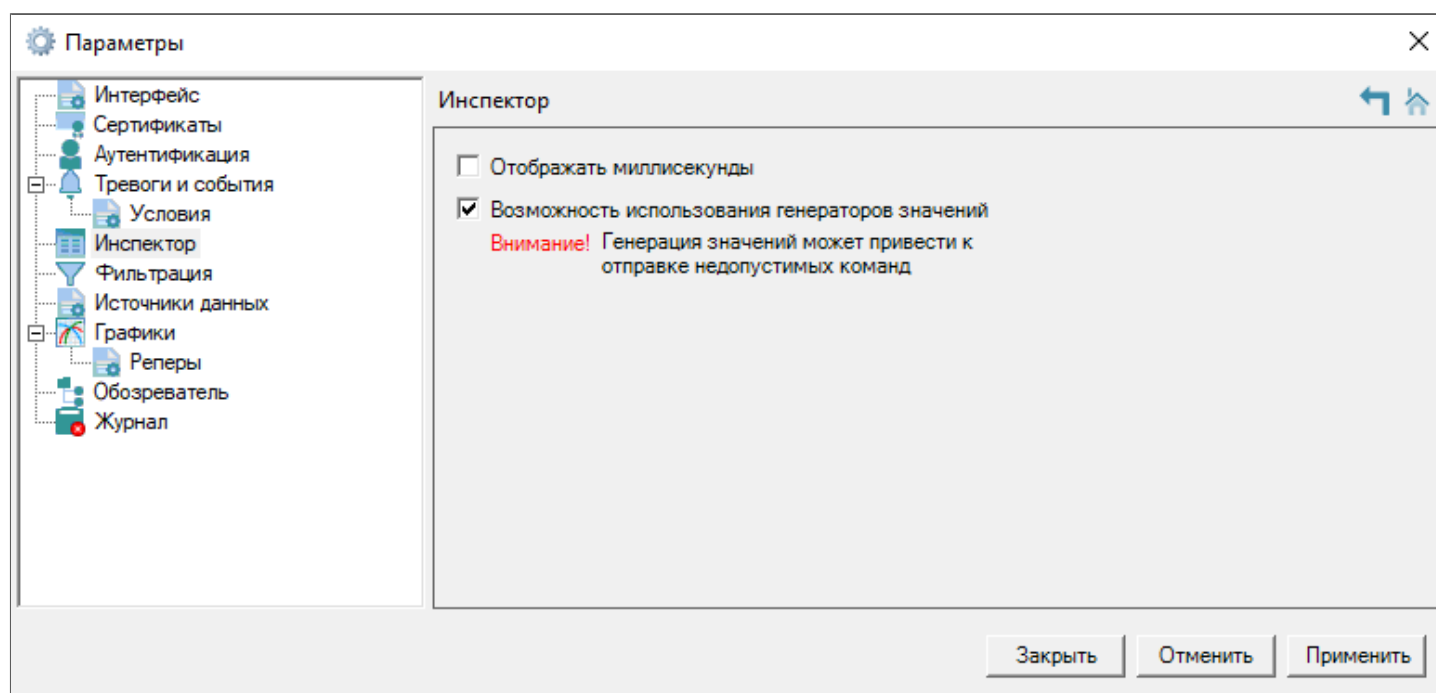 Параметры
Интерфейс
Сертификаты
Аутентификация
Тревоги и события
Условия
Инспектор
Фильтрация
Источники данных
Графики
Реперы
Обозреватель
Журнал
Инспектор
Отображать миллисекунды
Возможность использования генераторов значений
Внимание! Генерация значений может привести к
отправке недопустимых команд
Закрыть Отменить Применить